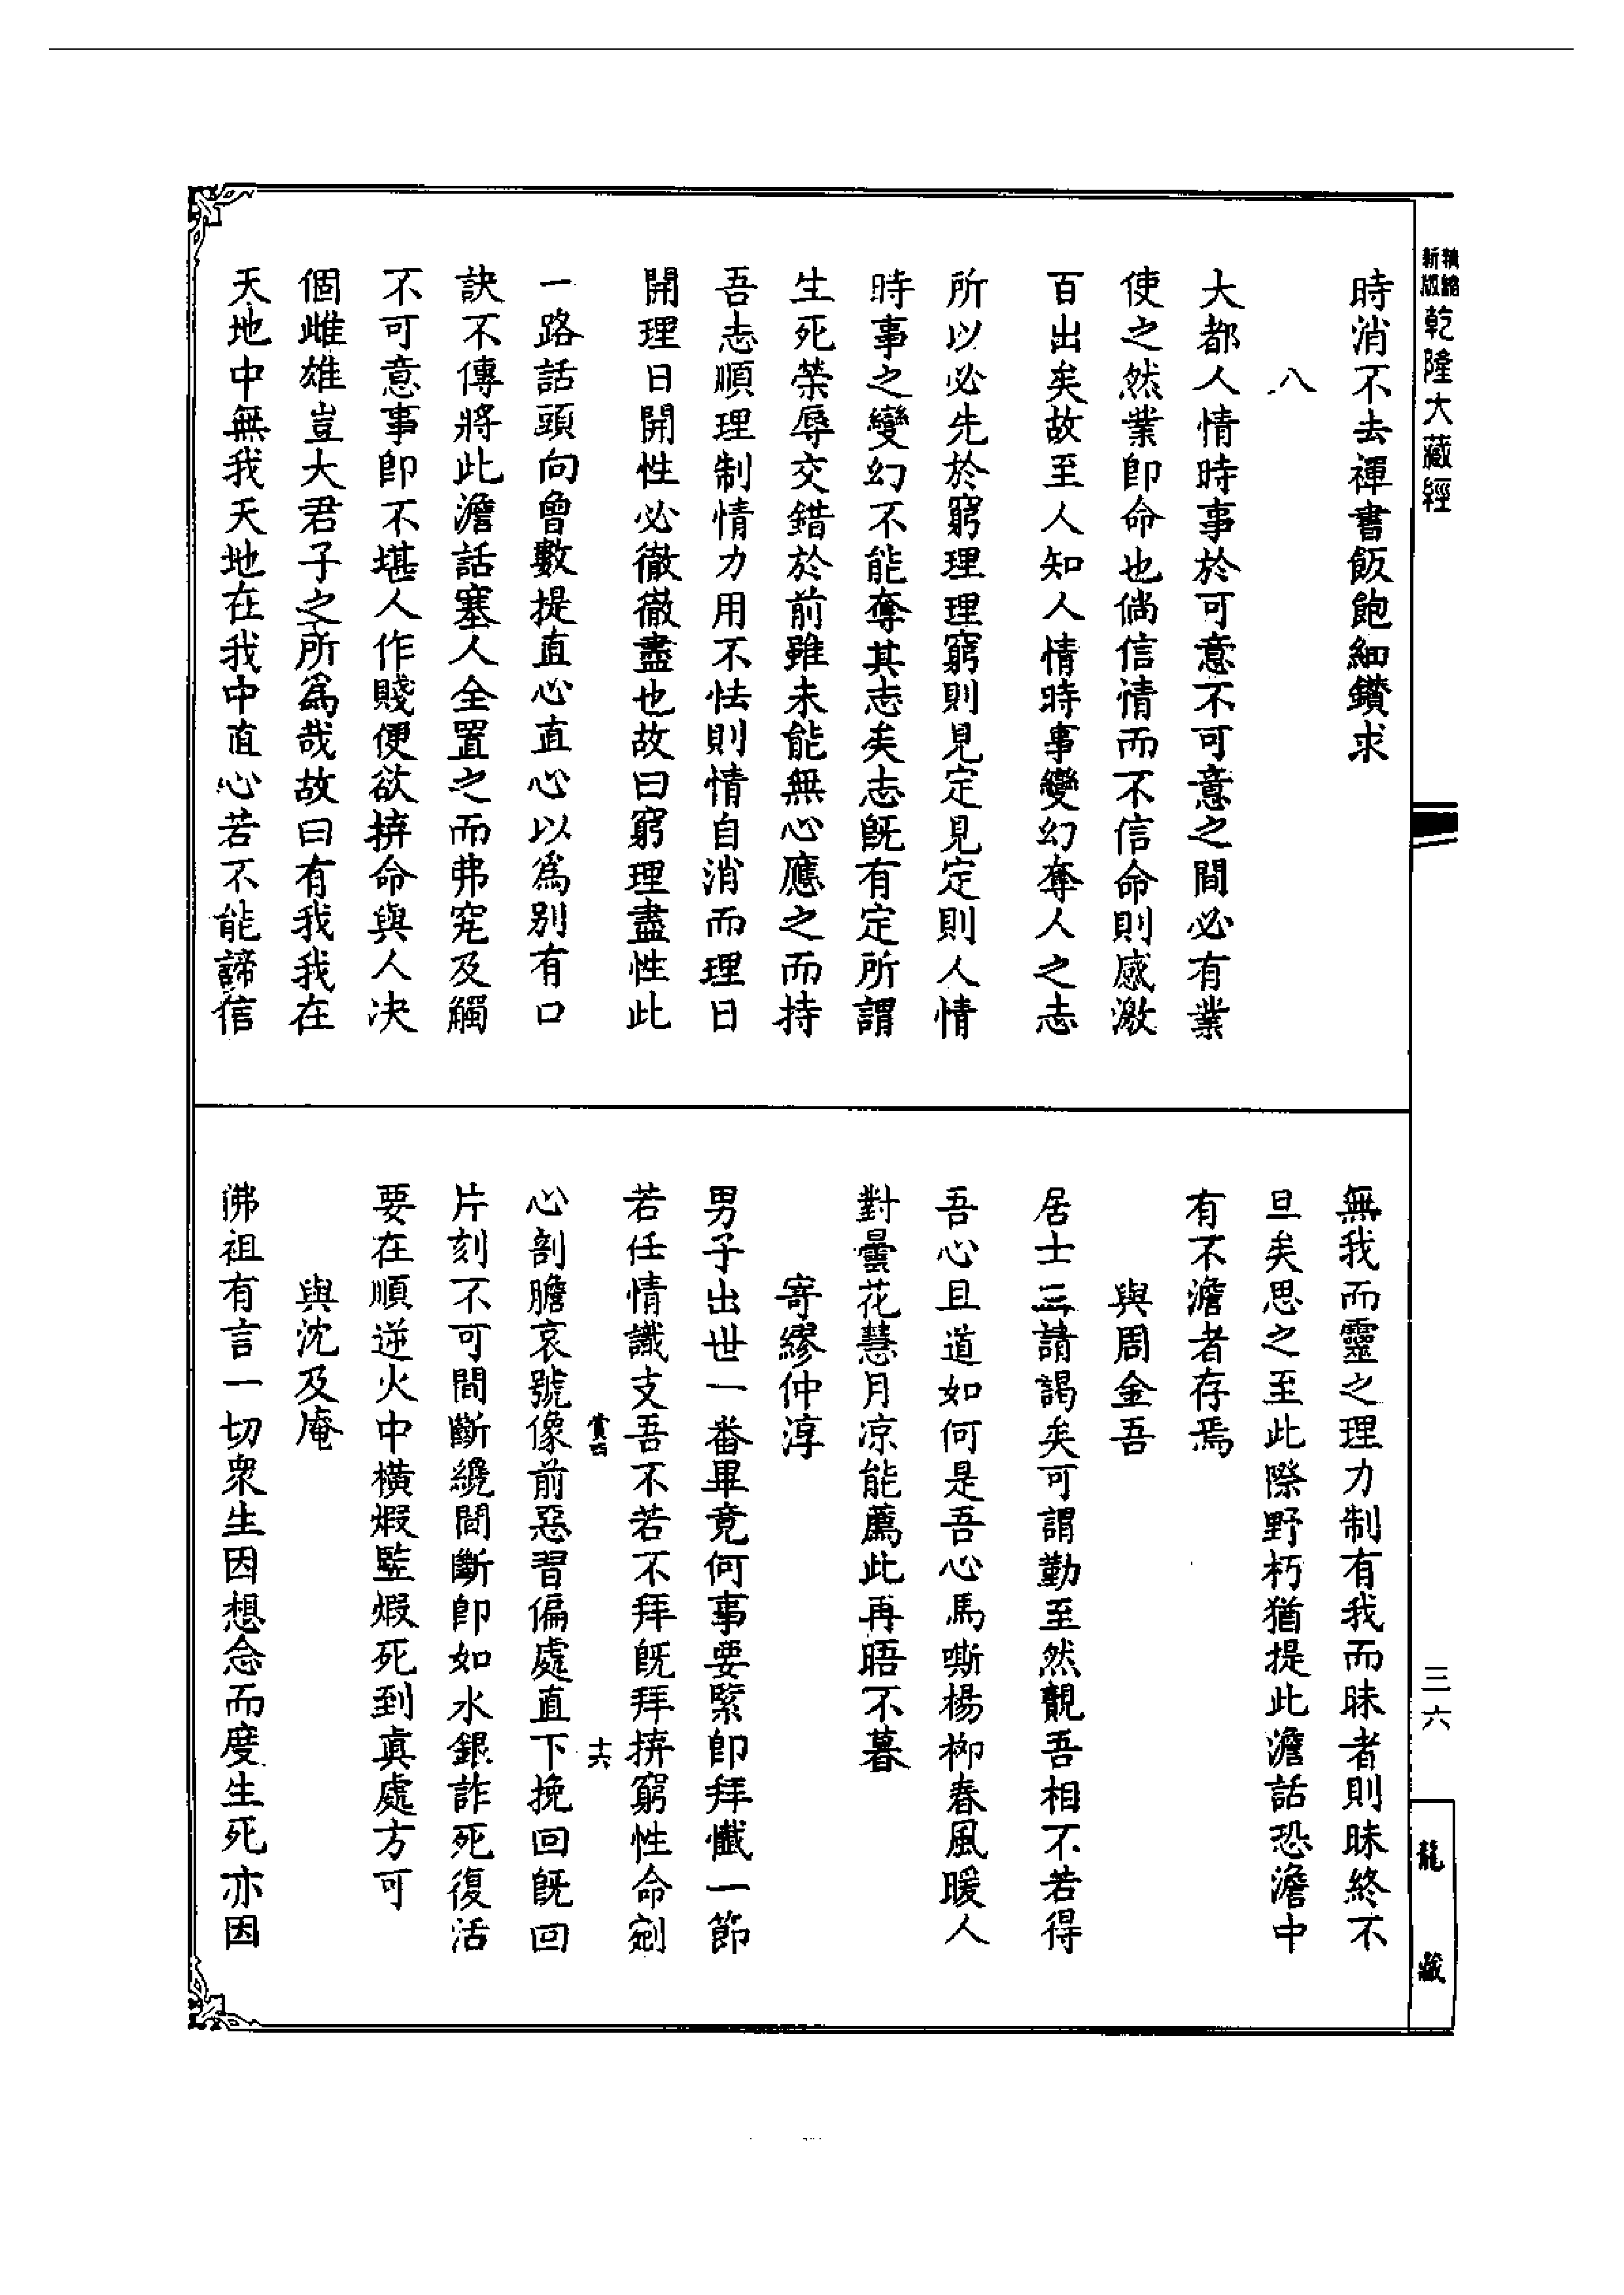 新版
精縮
乾隆大藏經
三六
龍藏
時消不去禪書飯飽細鑽求
八
大都人情時事於可意不可意之間必有業
使之然業即命也倘信情而不信命則感激
百出矣故至人知人情時事變幻奪人之志
所以必先於窮理理窮則見定見定則人情
時事之變幻不能奪其志矣志旣有定所謂
生死榮辱交錯於前雖未能無心應之而持
吾志順理制情力用不怯則情自消而理日
開理日開性必徹徹盡也故曰窮理盡性此
一路話頭向曾數提直心直心以爲別有口
訣不傳將此澹話塞人全置之而弗究及觸
不可意事即不堪人作賤便欲拚命與人决
個雌雄豈大君子之所爲哉故曰有我我在
天地中無我天地在我中直心若不能諦信
無我而靈之理力制有我而昧者則昧終不
旦矣思之至此際野朽猶提此澹話恐澹中
有不澹者存焉
與周金吾
居士三請謁矣可謂勤至然覿吾相不若得
吾心且道如何是吾心馬嘶楊柳春風暖人
對曇花慧月凉能薦此再晤不暮
寄繆仲淳
男子出世一番畢竟何事要緊即拜懺一節
若任情識支吾不若不拜旣拜拚窮性命剜
賞六
十六
心剖膽哀號像前惡習偏處直下挽回旣回
片刻不可間斷纔間斷即如水銀詐死復活
要在順逆火中橫煆豎煆死到真處方可
與沈及庵
佛祖有言一切衆生因想念而度生死亦因